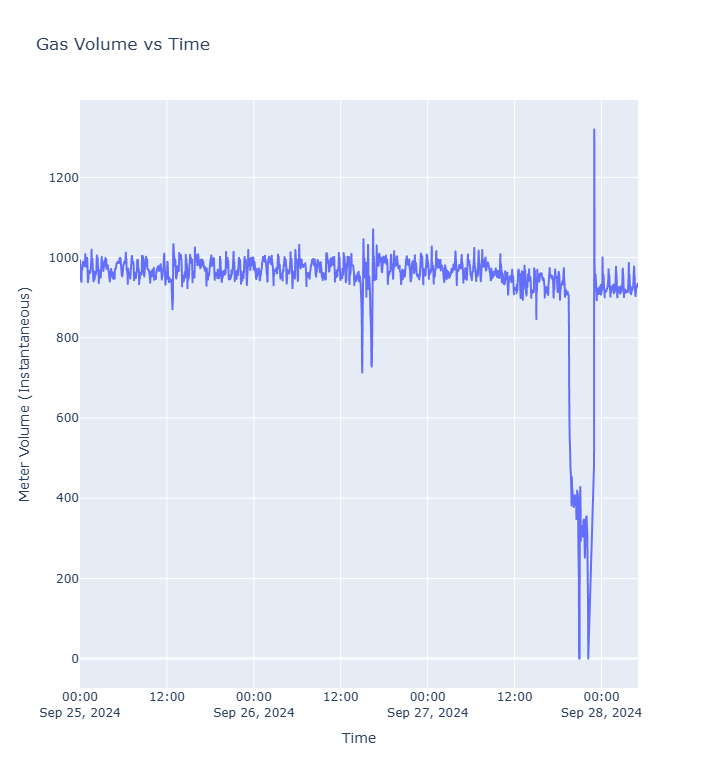 Gas Volume vs Time
Meter Volume (Instantaneous)
1200
1000
800
600
400
200
0
00:00 12:00 00:00 12:00 00:00 12:00 00:00
Sep 25, 2024 Sep 26, 2024 Sep 27, 2024 Sep 28, 2024
Time